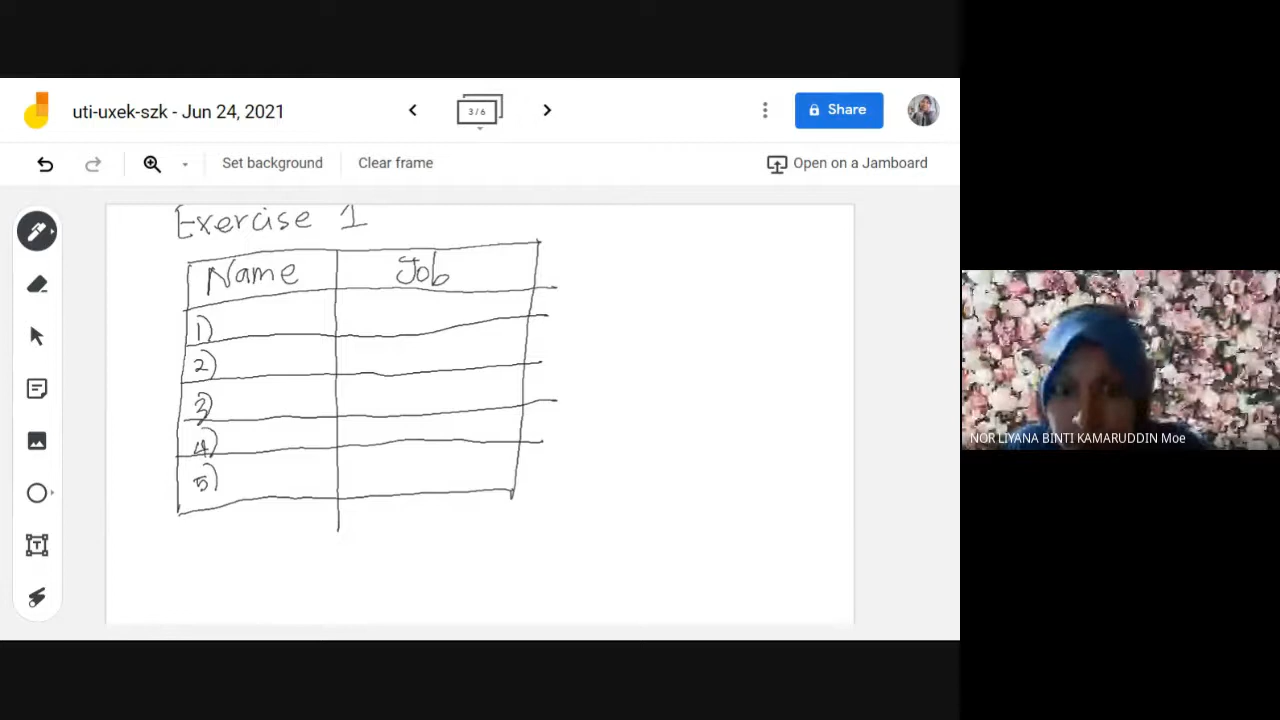 uti-uxek-szk - Jun 24, 2021
3 / 6
Share
Set background
Clear frame
Open on a Jamboard
Exercise 1
Name
Job
1)
2)
3)
4)
5)
NOR LIYANA BINTI KAMARUDDIN Moe